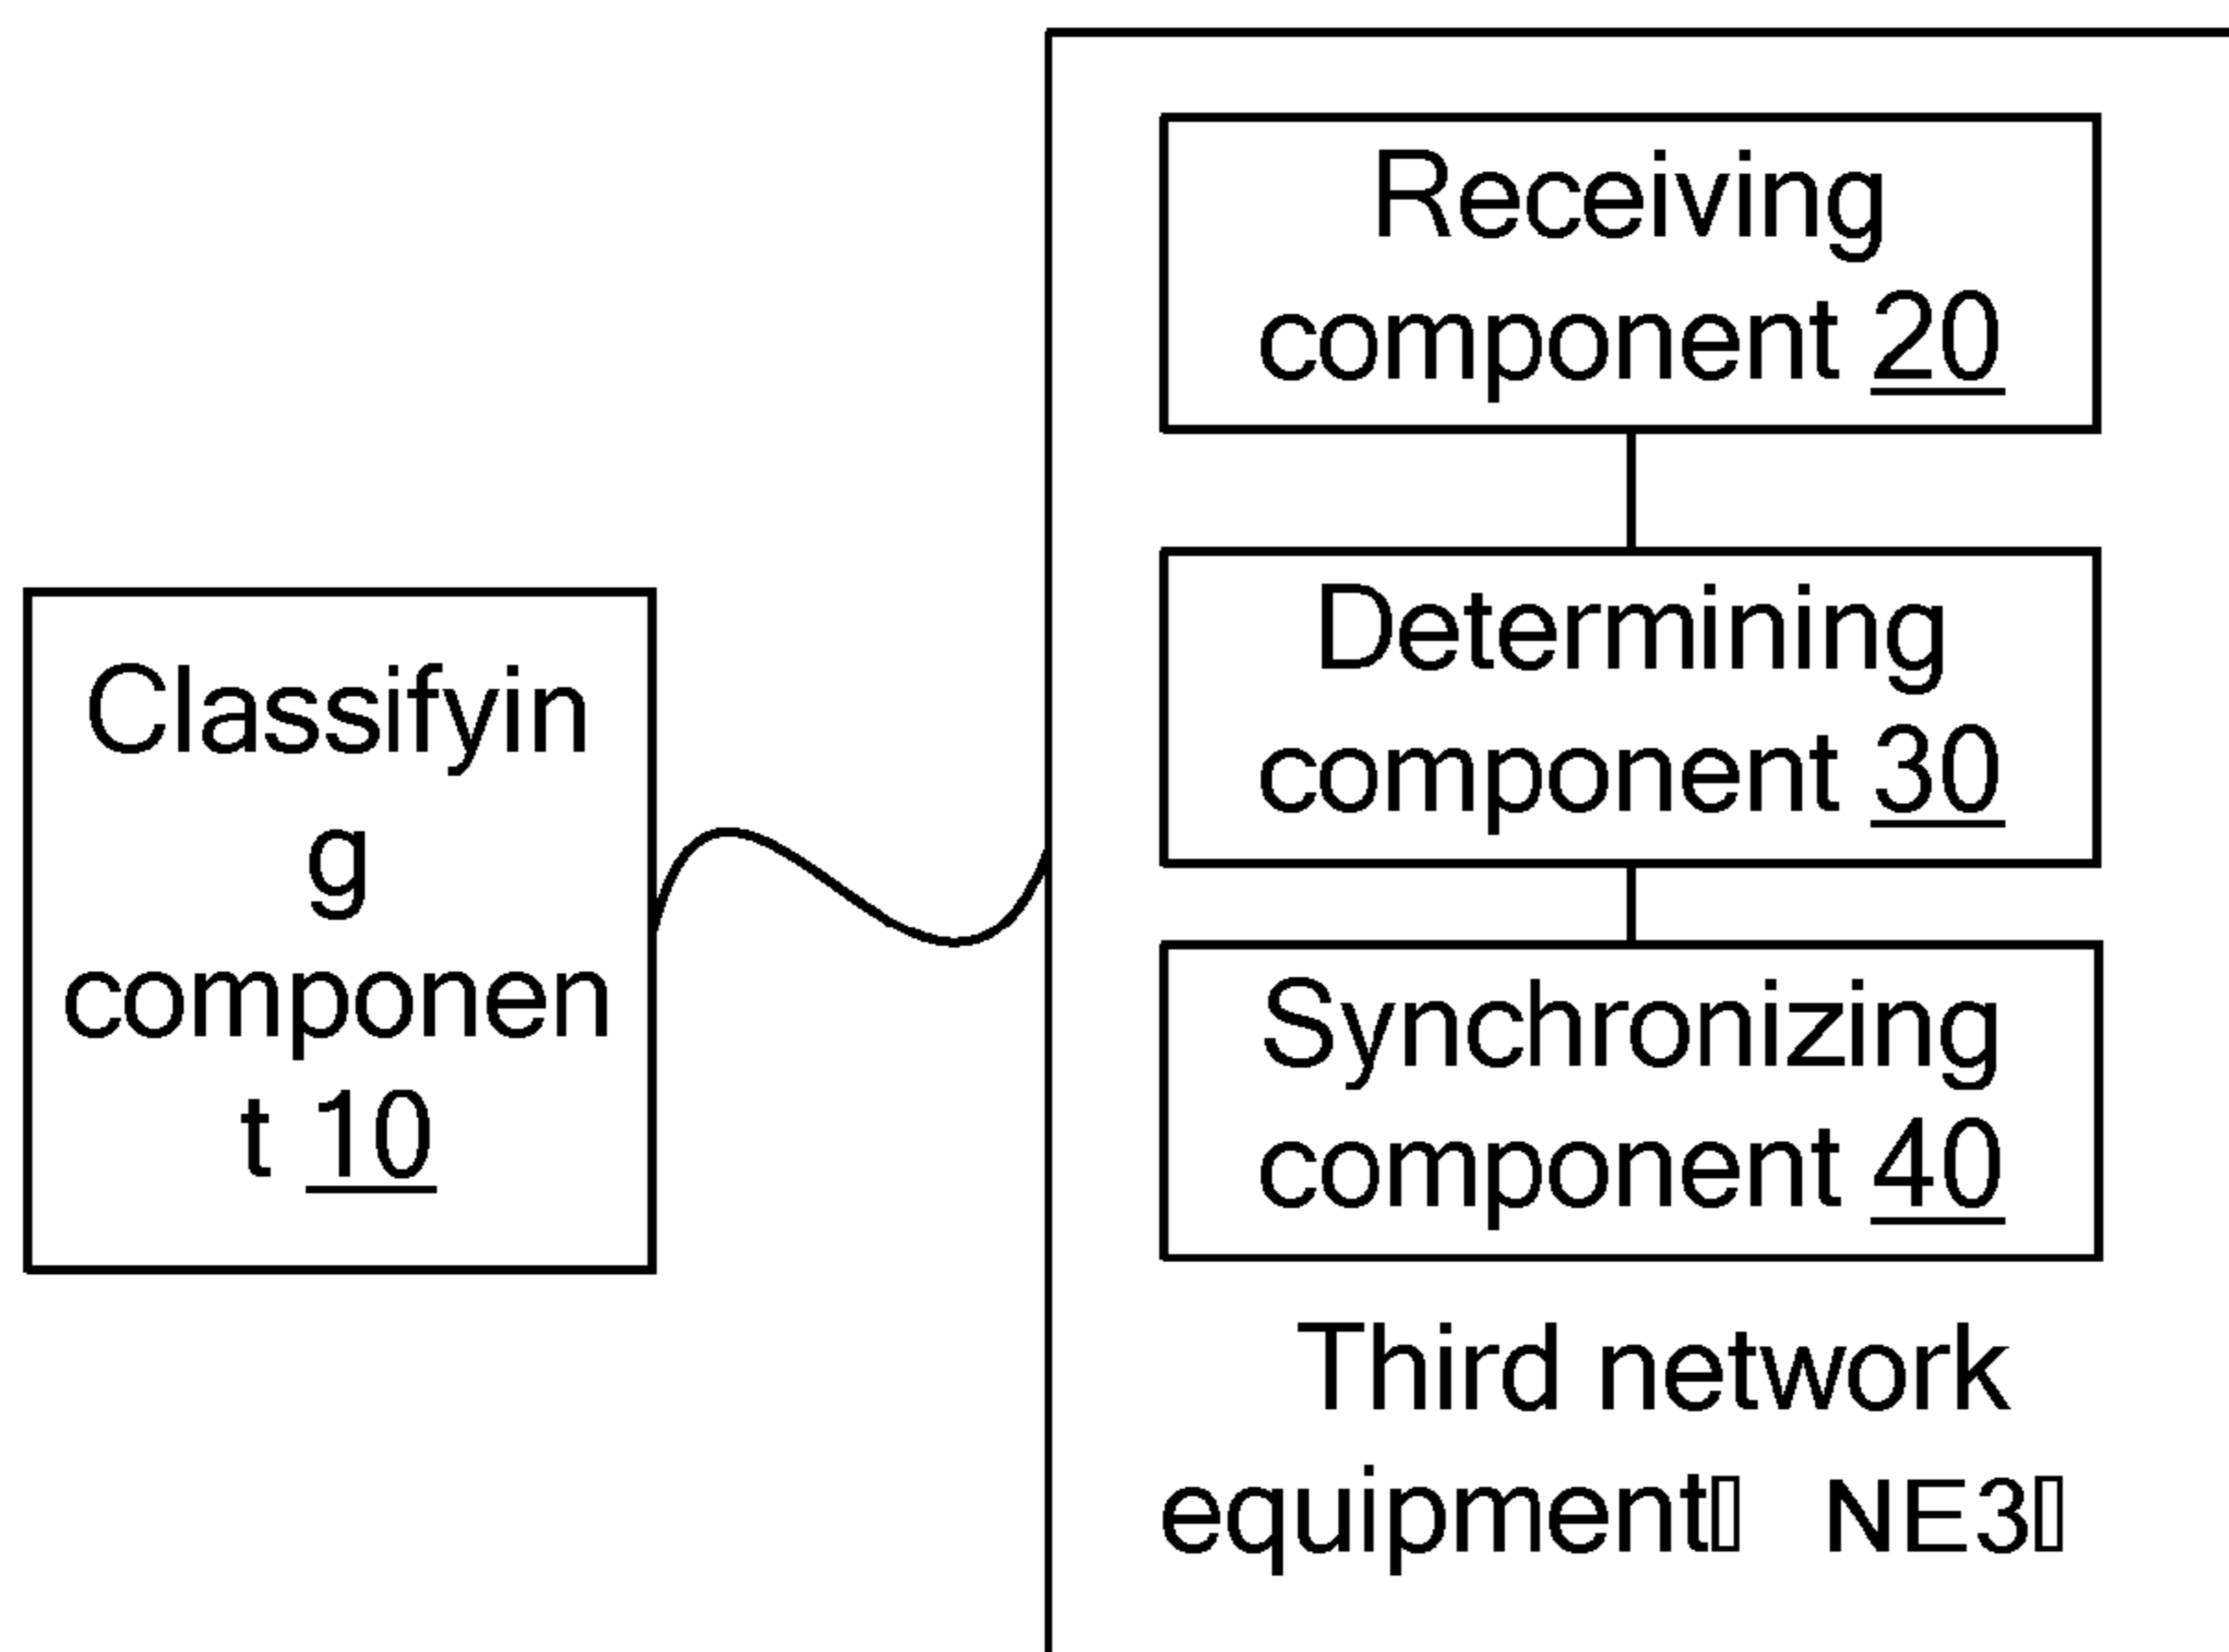 Classifyin
g
componen
t 10
Receiving
component 20
Determining
component 30
Synchronizing
component 40
Third network
equipment▯ NE3▯